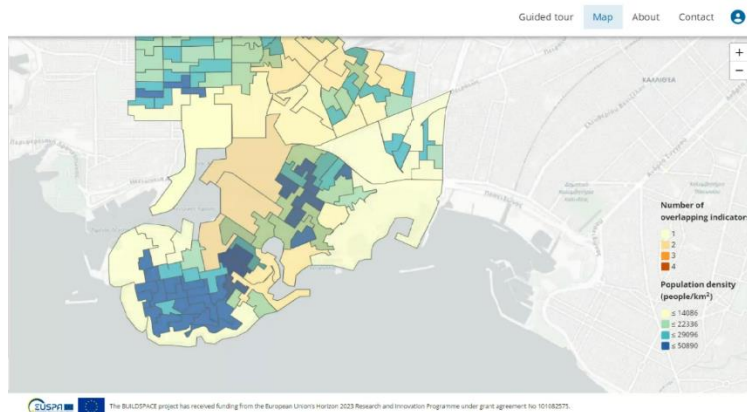 Guided tour Map About Contact
+
−
ΚΑΛΛΙΘΕΑ
Number of
overlapping indicator
1
2
3
4
Population density
(people/km²)
≤ 14086
≤ 22336
≤ 29096
≤ 50890
EUSPA
The BUILDSPACE project has received funding from the European Union's Horizon 2023 Research and Innovation Programme under grant agreement No 101082575.